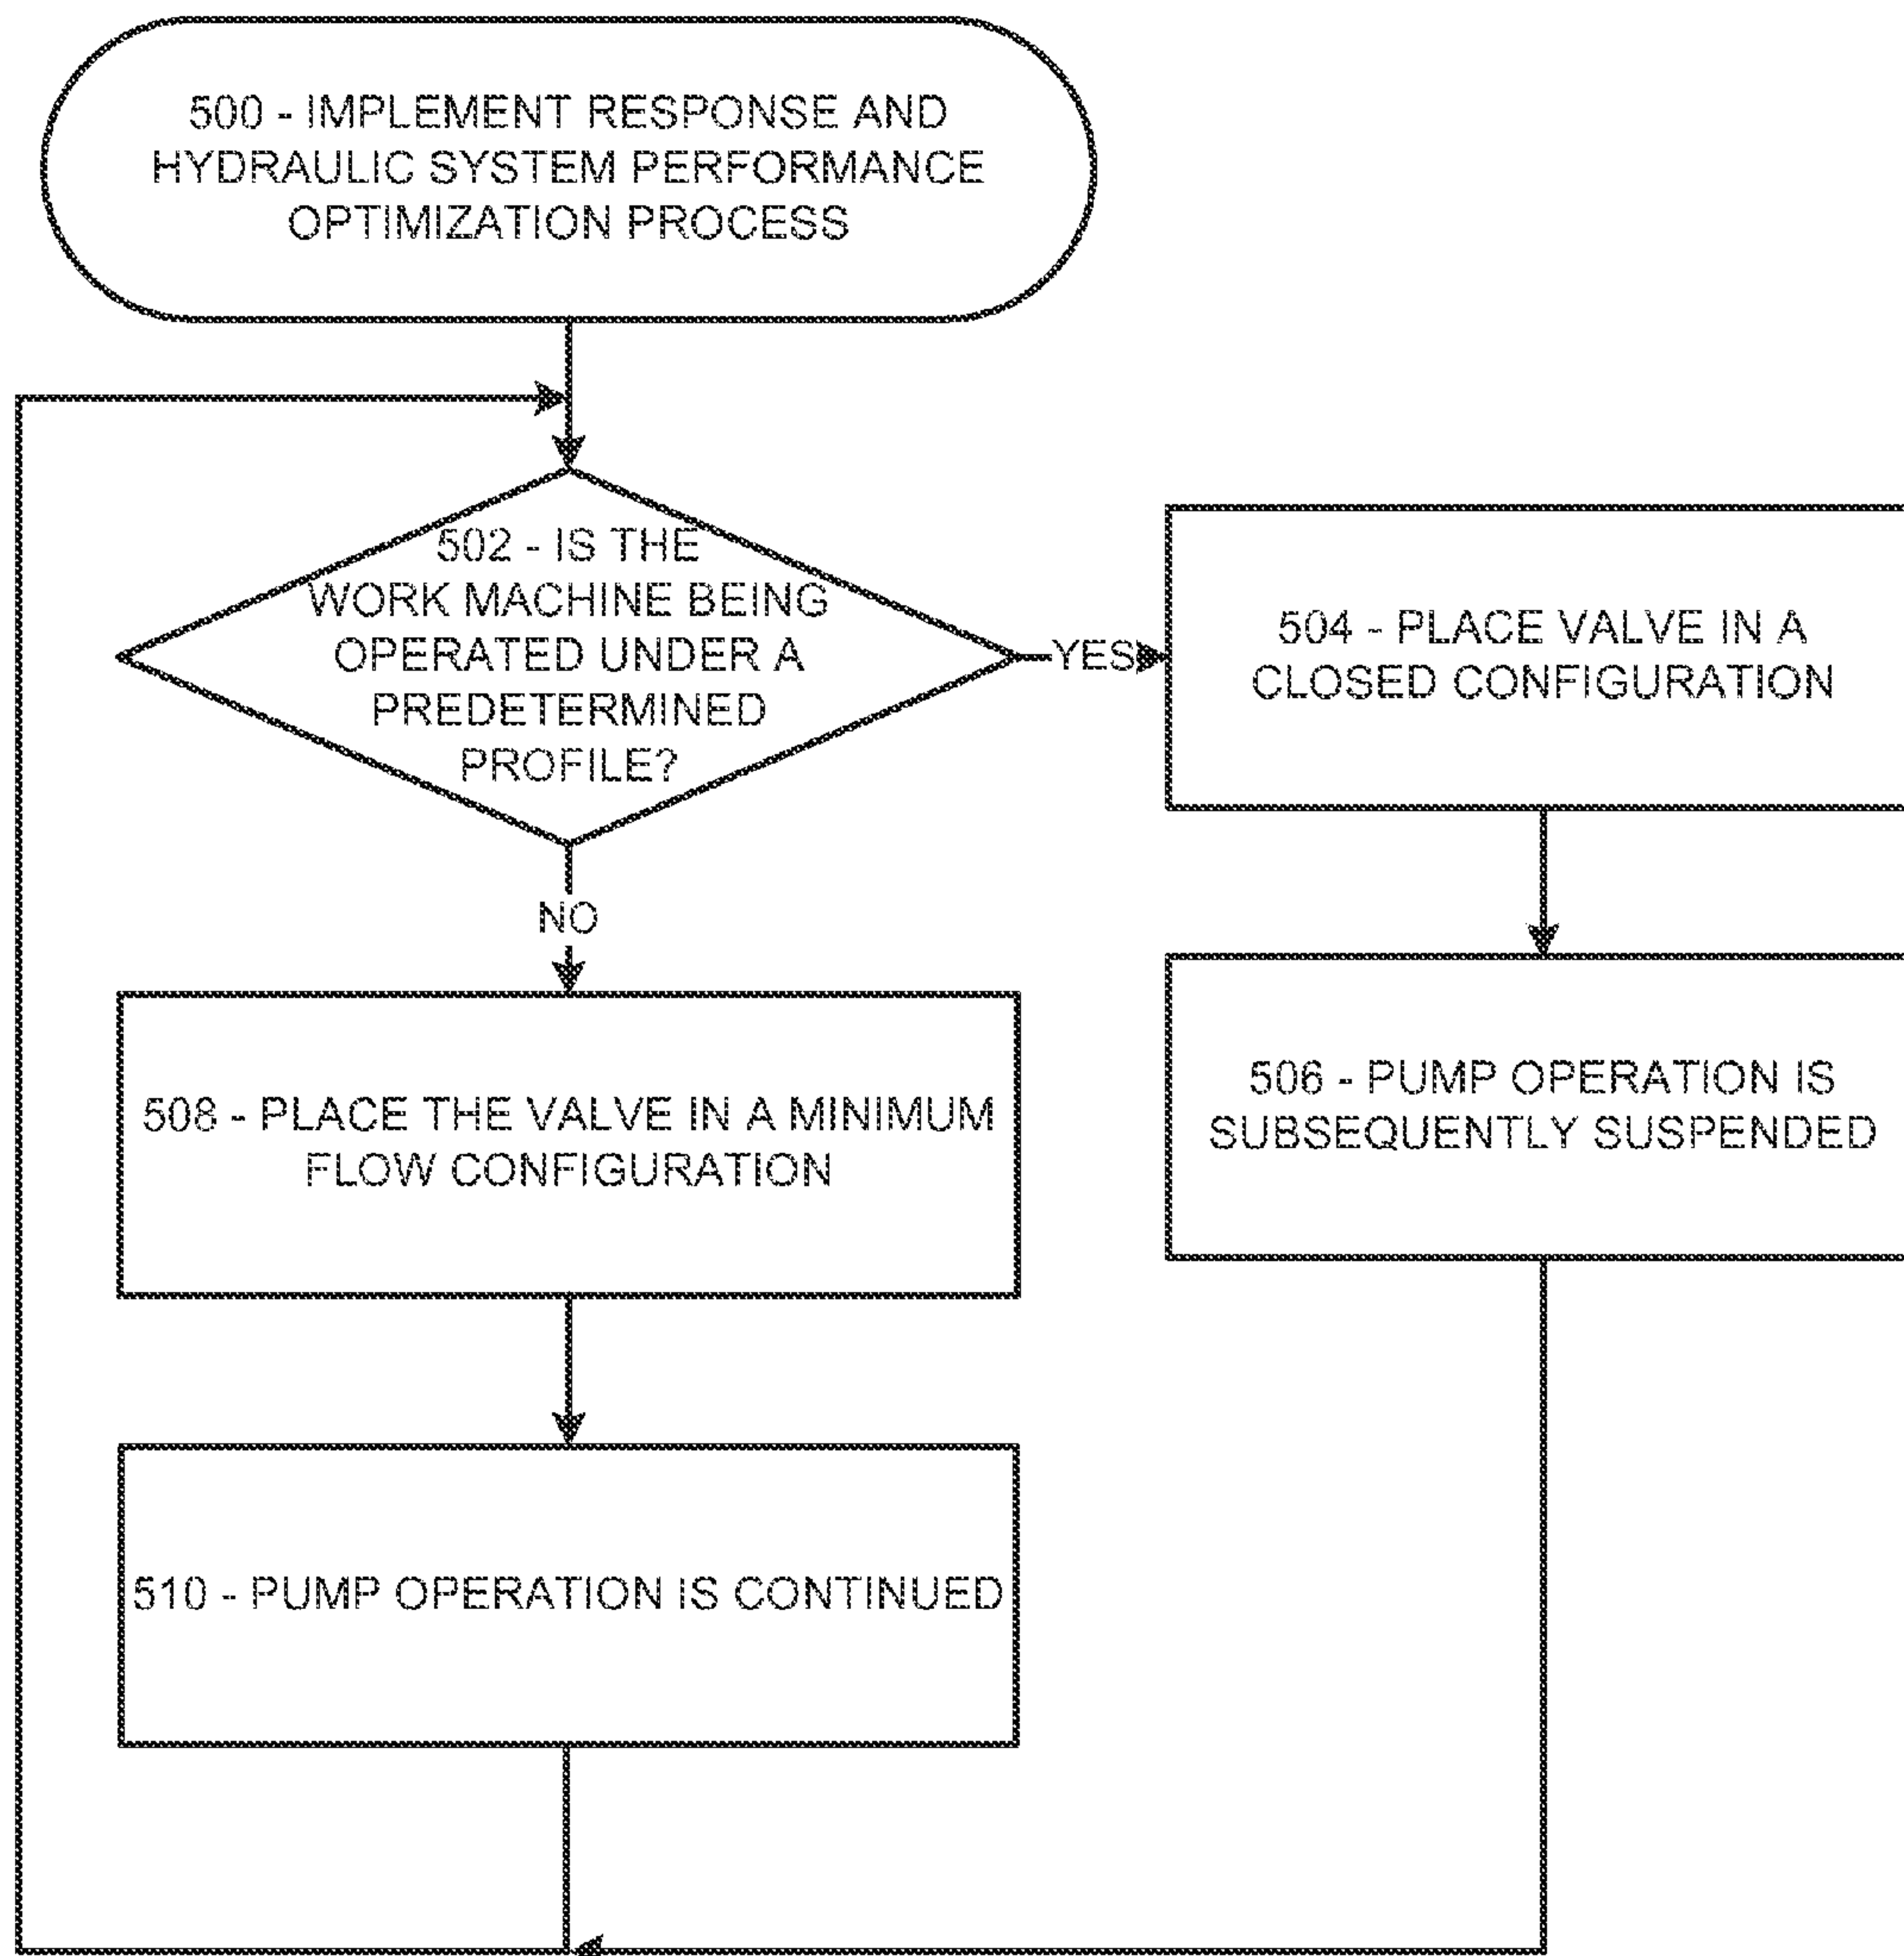 500 - IMPLEMENT RESPONSE AND
HYDRAULIC SYSTEM PERFORMANCE
OPTIMIZATION PROCESS
502 - IS THE
WORK MACHINE BEING
OPERATED UNDER A
PREDETERMINED
PROFILE?
YES
504 - PLACE VALVE IN A
CLOSED CONFIGURATION
506 - PUMP OPERATION IS
SUBSEQUENTLY SUSPENDED
NO
508 - PLACE THE VALVE IN A MINIMUM
FLOW CONFIGURATION
510 - PUMP OPERATION IS CONTINUED